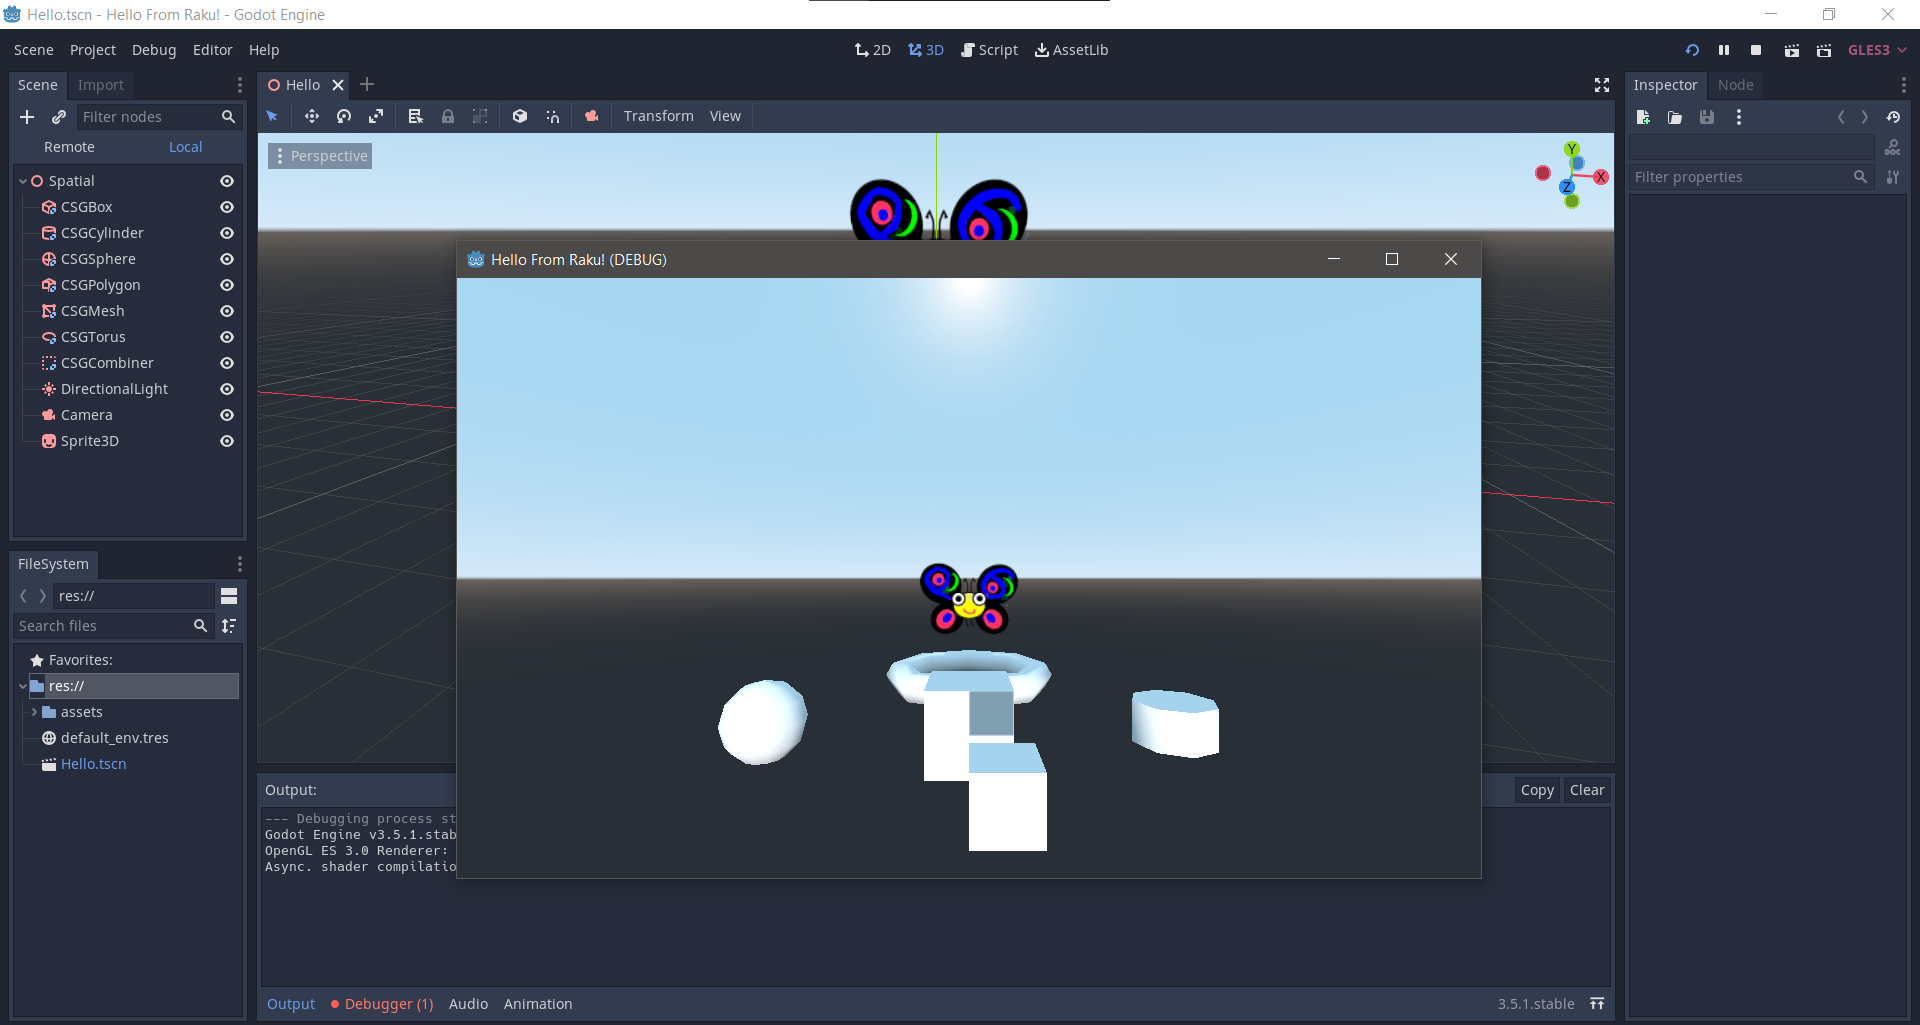 Hello.tscn - Hello From Raku! - Godot Engine
Scene Project Debug Editor Help
2D 3D Script AssetLib
GLES3
Scene Import
Filter nodes
Remote Local
Spatial
CSGBox
CSGCylinder
CSGSphere
CSGPolygon
CSGMesh
CSGTorus
CSGCombiner
DirectionalLight
Camera
Sprite3D
FileSystem
res://
Search files
Favorites:
res://
assets
default_env.tres
Hello.tscn
Hello
Transform View
Perspective
Y
X
Z
Hello From Raku! (DEBUG)
Output:
Copy Clear
--- Debugging process st
Godot Engine v3.5.1.stab
OpenGL ES 3.0 Renderer:
Async. shader compilatio
Output Debugger (1) Audio Animation
3.5.1.stable
Inspector Node
DOC
Filter properties